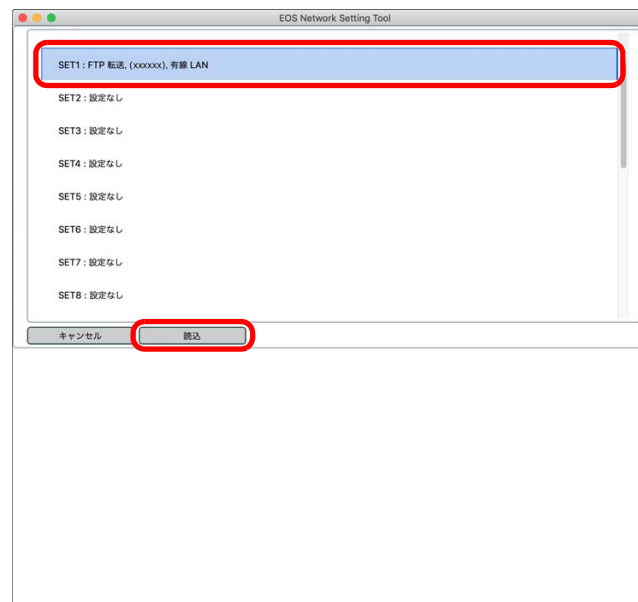 EOS Network Setting Tool
SET1 : FTP 転送, (xxxxxx), 有線 LAN
SET2 : 設定なし
SET3 : 設定なし
SET4 : 設定なし
SET5 : 設定なし
SET6 : 設定なし
SET7 : 設定なし
SET8 : 設定なし
キャンセル 読込